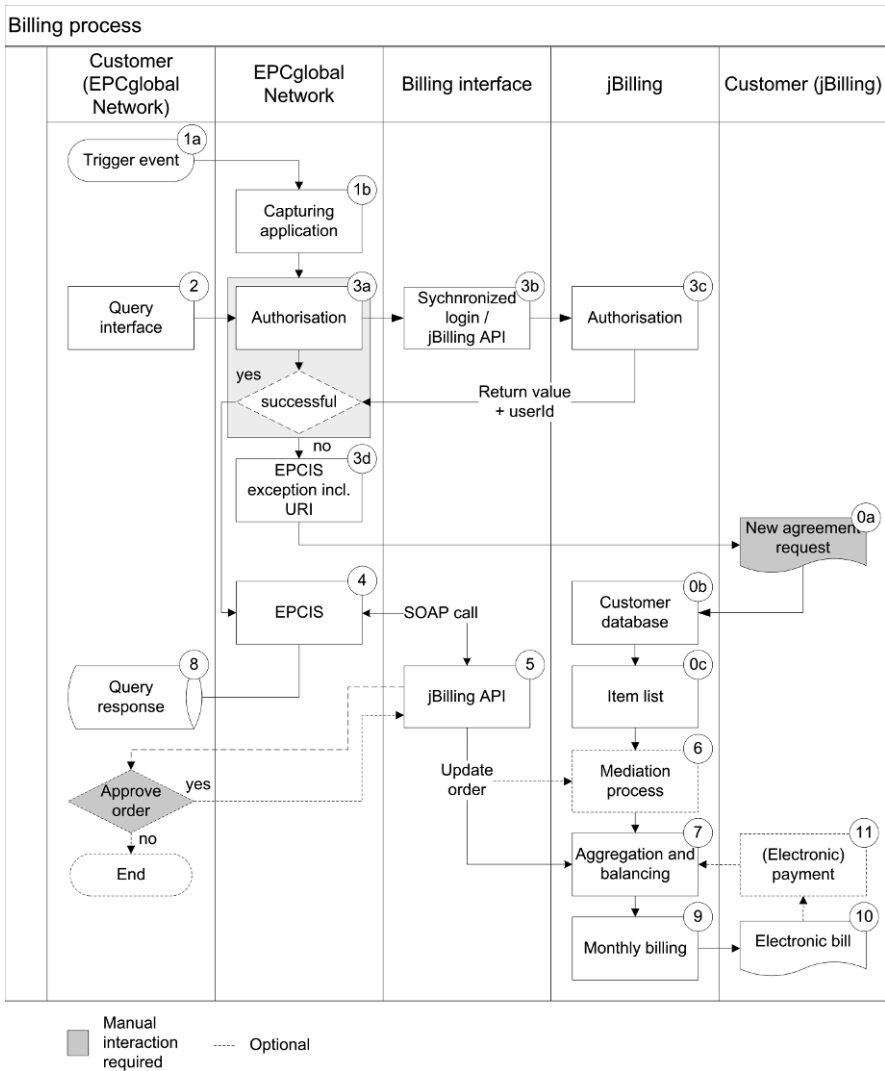 Billing process
Customer
(EPCglobal
Network)
EPCglobal
Network
Billing interface
jBilling
Customer (jBilling)
1a
Trigger event
1b
Capturing
application
2
Query
interface
3a
Authorisation
3b
Sychnronized
login /
jBilling API
3c
Authorisation
yes
successful
Return value
+ userId
no
3d
EPCIS
exception incl.
URI
0a
New agreement
request
4
EPCIS
SOAP call
0b
Customer
database
8
Query
response
5
jBilling API
0c
Item list
Approve
order
yes
no
Update
order
6
Mediation
process
End
7
Aggregation and
balancing
11
(Electronic)
payment
9
Monthly billing
10
Electronic bill
Manual
interaction
required
Optional